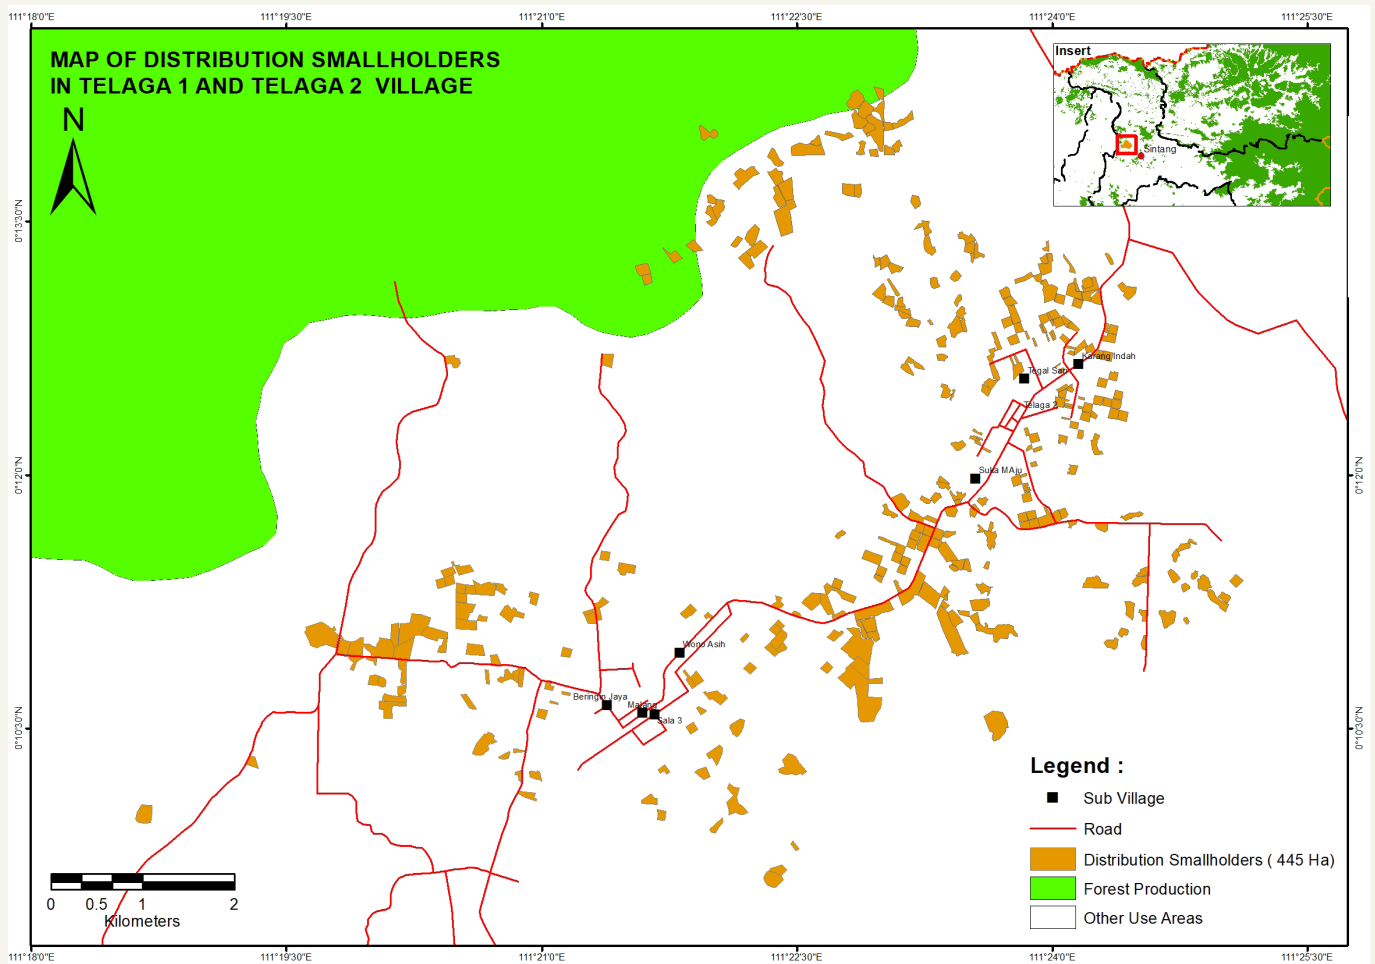 111°18'0"E 111°19'30"E 111°21'0"E 111°22'30"E 111°24'0"E 111°25'30"E
MAP OF DISTRIBUTION SMALLHOLDERS
IN TELAGA 1 AND TELAGA 2 VILLAGE
N
Insert
Sintang
0°13'30"N
Karang Indah
Tegal Sari
Telaga 2
0°12'0"N 0°12'0"N
Suka MAju
Wono Asih
Beringin Jaya
Malang
Sala 3
0°10'30"N 0°10'30"N
Legend :
Sub Village
Road
Distribution Smallholders ( 445 Ha)
Forest Production
Other Use Areas
0 0.5 1 2
Kilometers
111°18'0"E 111°19'30"E 111°21'0"E 111°22'30"E 111°24'0"E 111°25'30"E